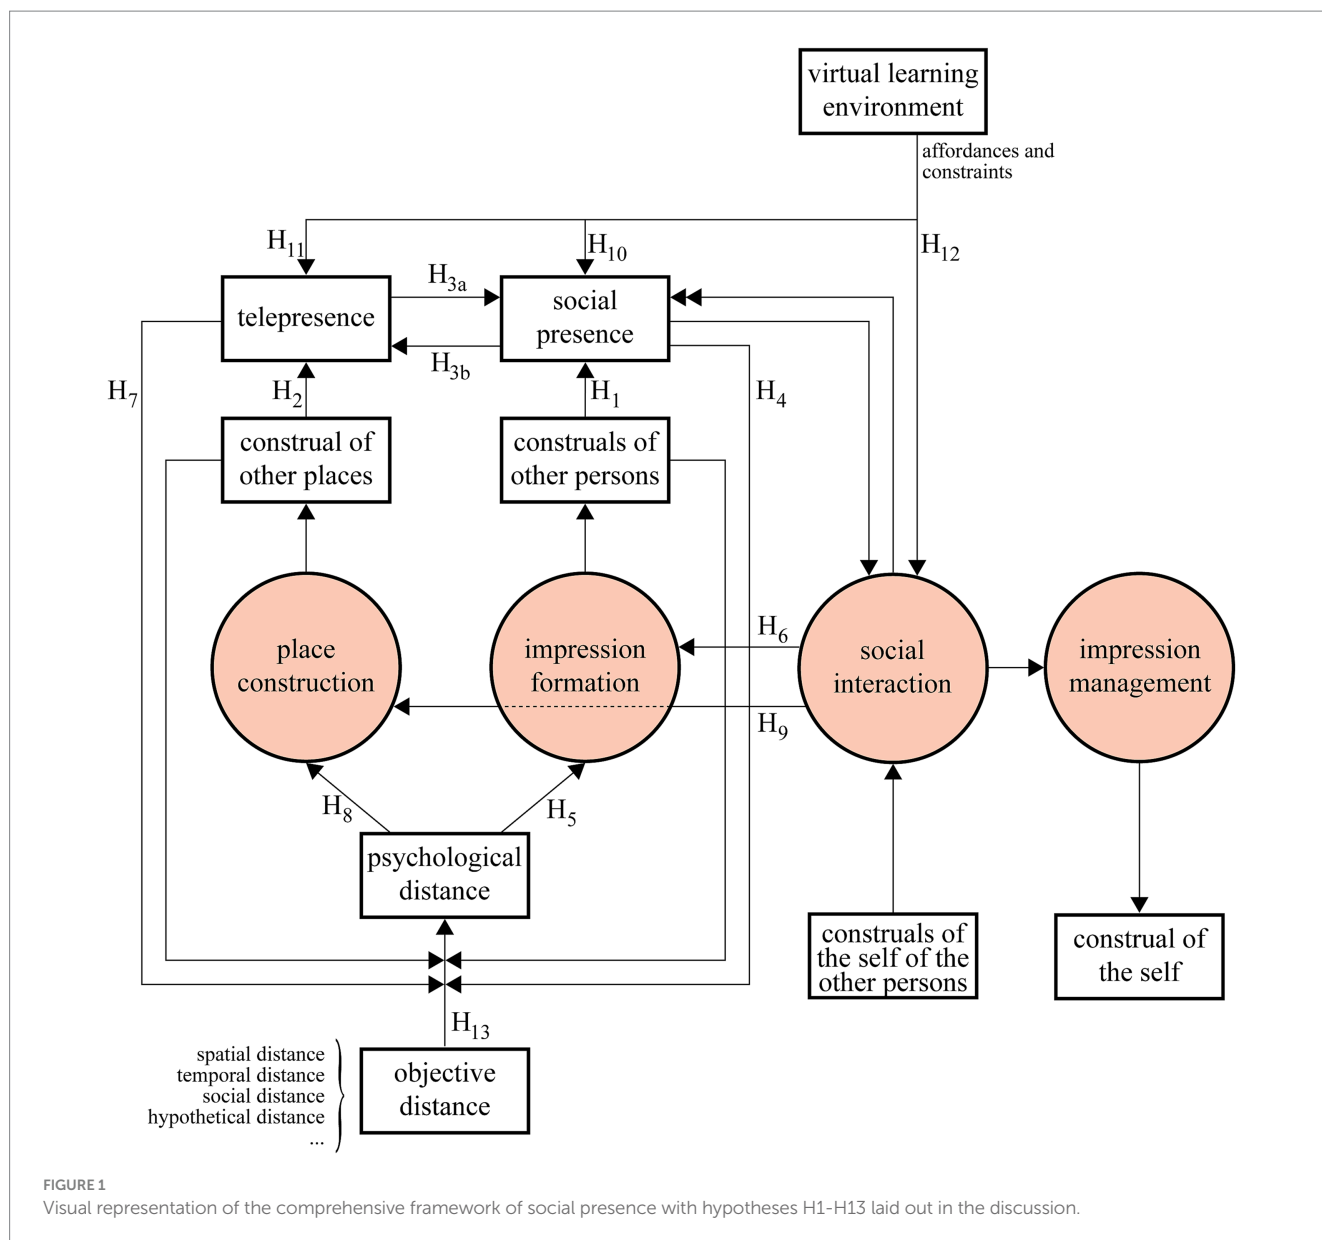 virtual learning
environment
affordances and
constraints
H11
H10
H12
telepresence
H3a
social
presence
H3b
H7
H2
H1
H4
construal of
other places
construals of
other persons
place
construction
impression
formation
H6
social
interaction
impression
management
H9
H8
H5
psychological
distance
construals of
the self of the
other persons
construal of
the self
H13
spatial distance
temporal distance
social distance
hypothetical distance
...
objective
distance
FIGURE 1
Visual representation of the comprehensive framework of social presence with hypotheses H1-H13 laid out in the discussion.